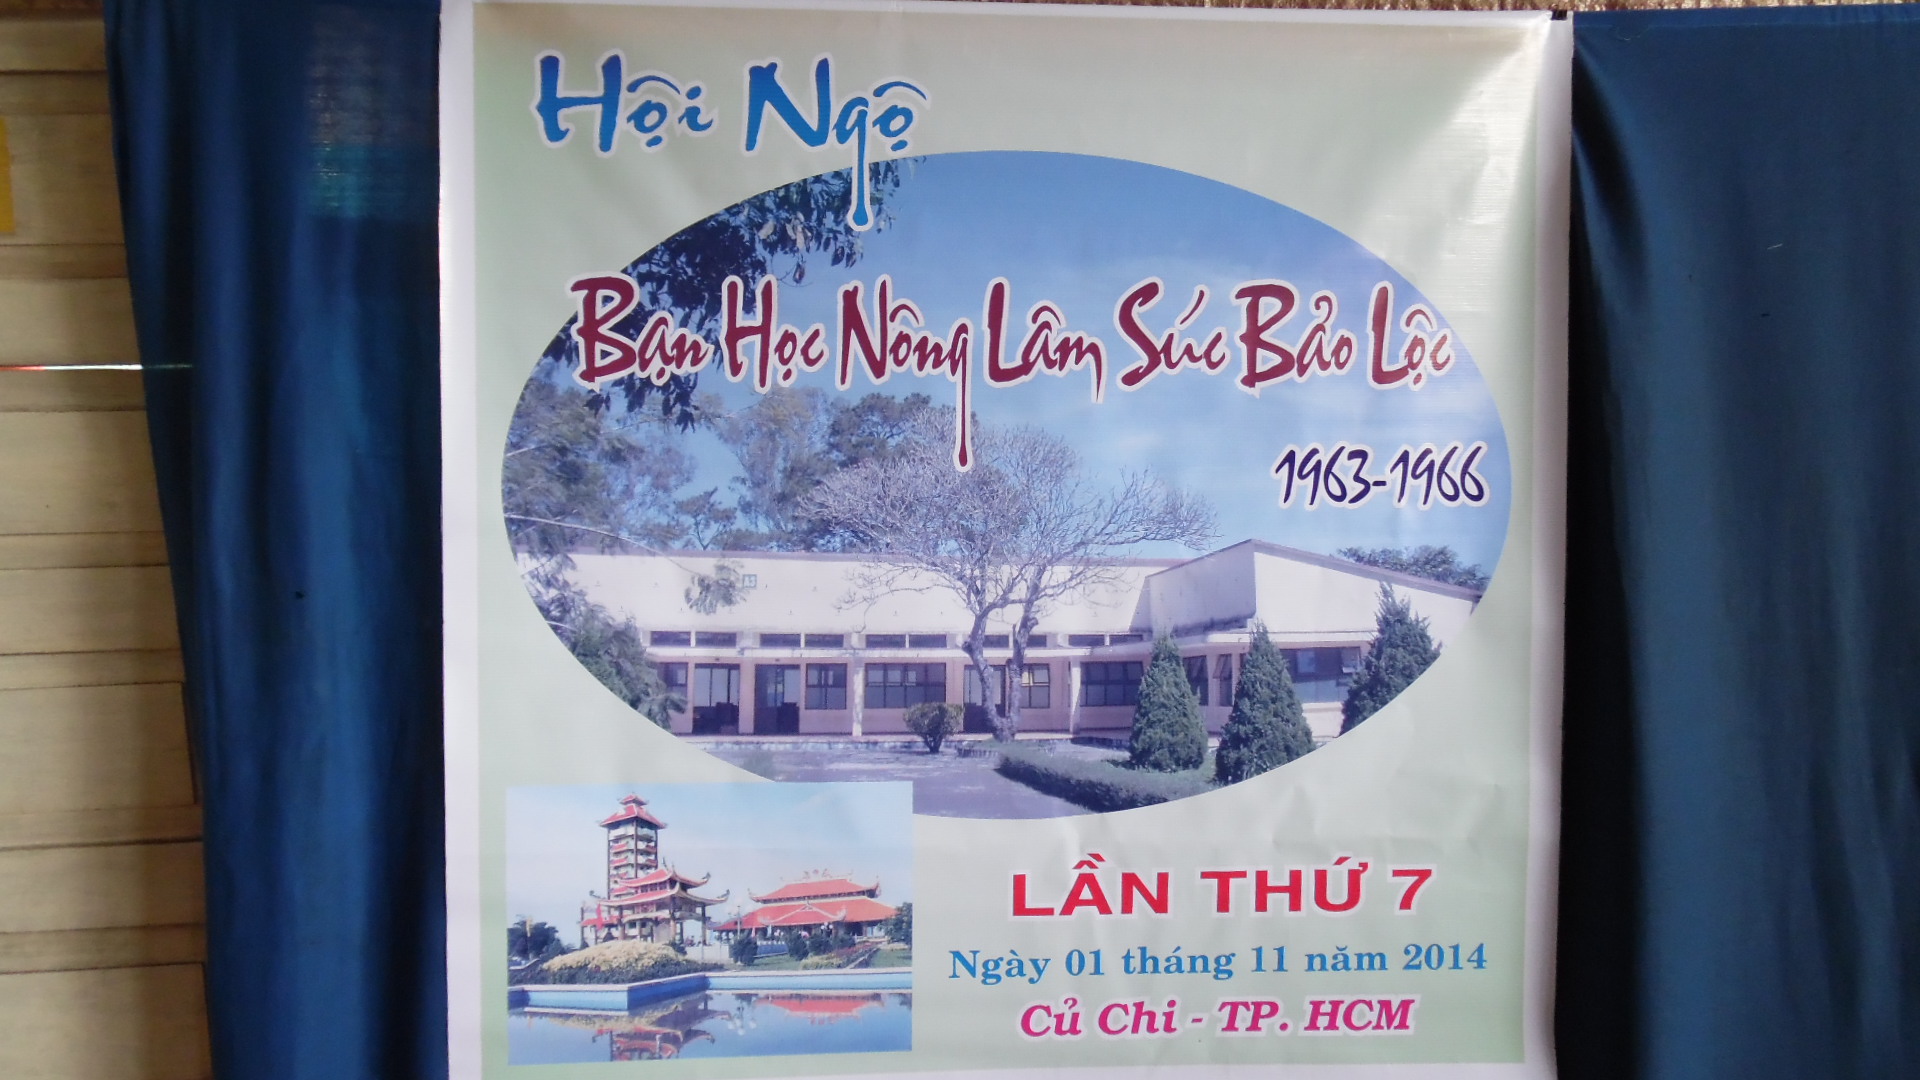 Hội Ngộ
Bạn Học Nông Lâm Súc Bảo Lộc
1963-1966
LẦN THỨ 7
Ngày 01 tháng 11 năm 2014
Củ Chi - TP. HCM